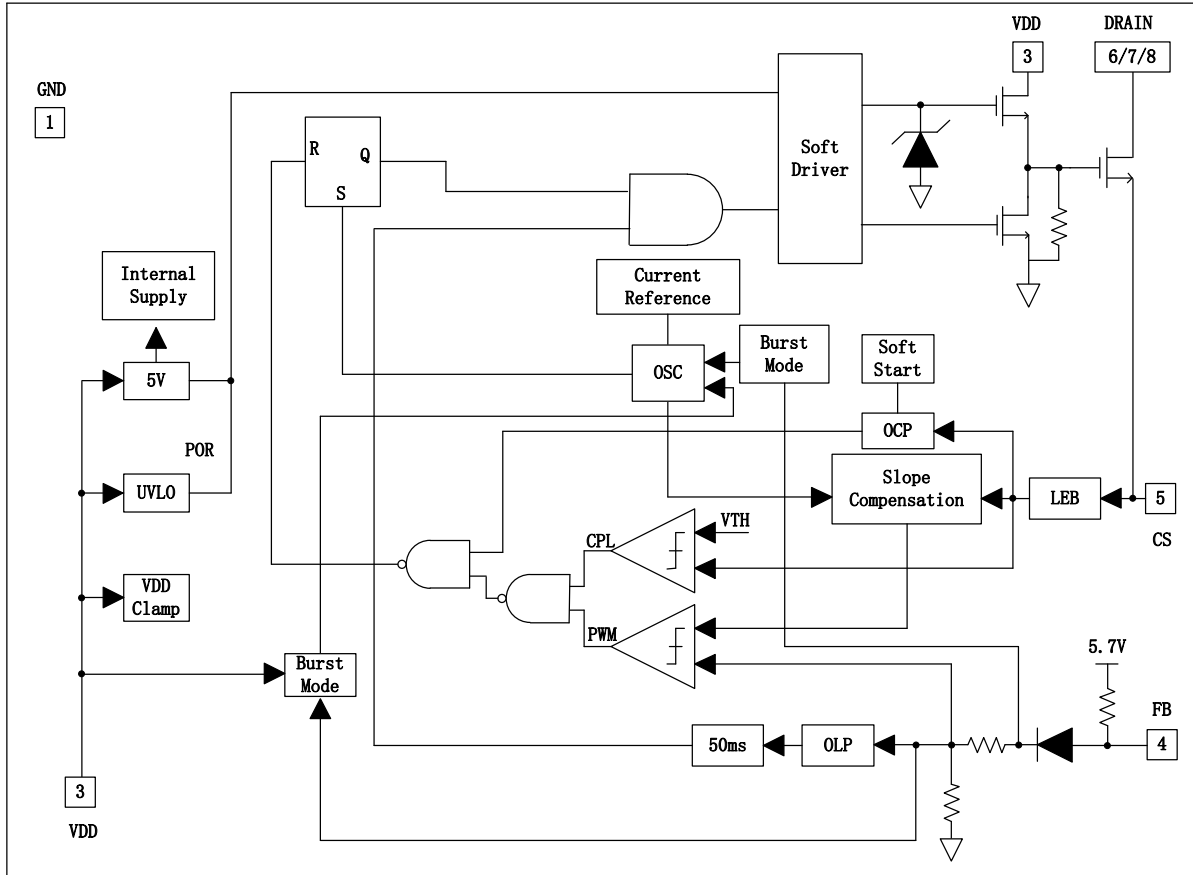 VDD
DRAIN
3
6/7/8
GND
1
R
Q
S
Soft
Driver
Internal
Supply
Current
Reference
Burst
Mode
Soft
Start
5V
OSC
OCP
POR
UVLO
Slope
Compensation
LEB
5
CS
VTH
CPL
VDD
Clamp
PWM
Burst
Mode
5.7V
FB
50ms
OLP
4
3
VDD